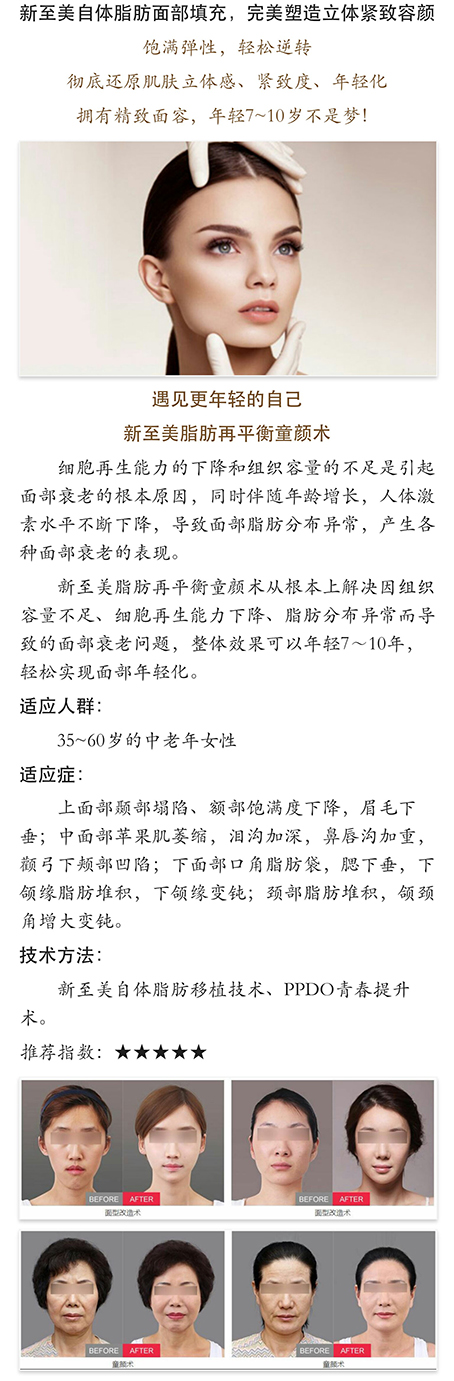 新至美自体脂肪面部填充，完美塑造立体紧致容颜
饱满弹性，轻松逆转
彻底还原肌肤立体感、紧致度、年轻化
拥有精致面容，年轻7~10岁不是梦！
遇见更年轻的自己
新至美脂肪再平衡童颜术
细胞再生能力的下降和组织容量的不足是引起
面部衰老的根本原因，同时伴随年龄增长，人体激
素水平不断下降，导致面部脂肪分布异常，产生各
种面部衰老的表现。
新至美脂肪再平衡童颜术从根本上解决因组织
容量不足、细胞再生能力下降、脂肪分布异常而导
致的面部衰老问题，整体效果可以年轻7～10年，
轻松实现面部年轻化。
适应人群：
35~60岁的中老年女性
适应症：
上面部颞部塌陷、额部饱满度下降，眉毛下
垂；中面部苹果肌萎缩，泪沟加深，鼻唇沟加重，
颧弓下颊部凹陷；下面部口角脂肪袋，腮下垂，下
颌缘脂肪堆积，下颌缘变钝；颈部脂肪堆积，颌颈
角增大变钝。
技术方法：
新至美自体脂肪移植技术、PPDO青春提升
术。
推荐指数：★★★★★
BEFORE AFTER BEFORE AFTER
面型改造术 面型改造术
BEFORE AFTER BEFORE AFTER
童颜术 童颜术